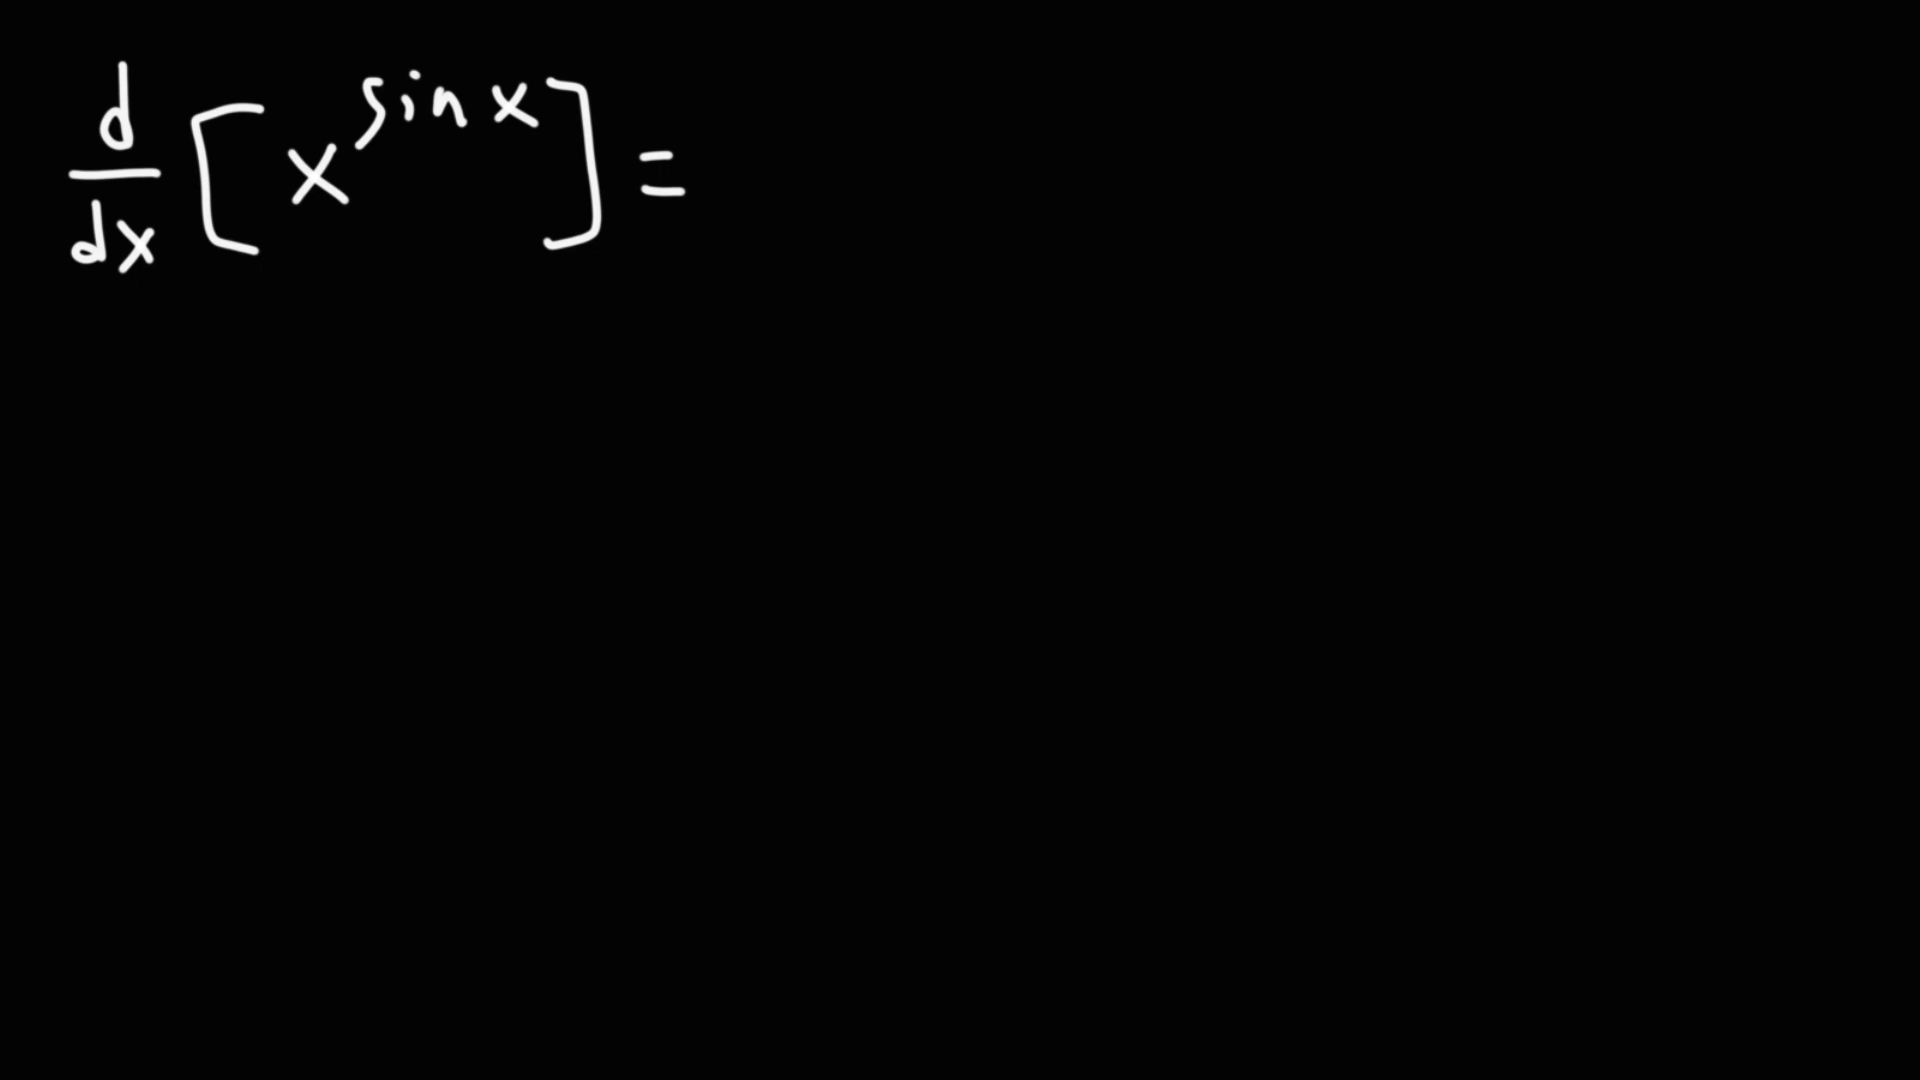 d/dx [x^sin x] =